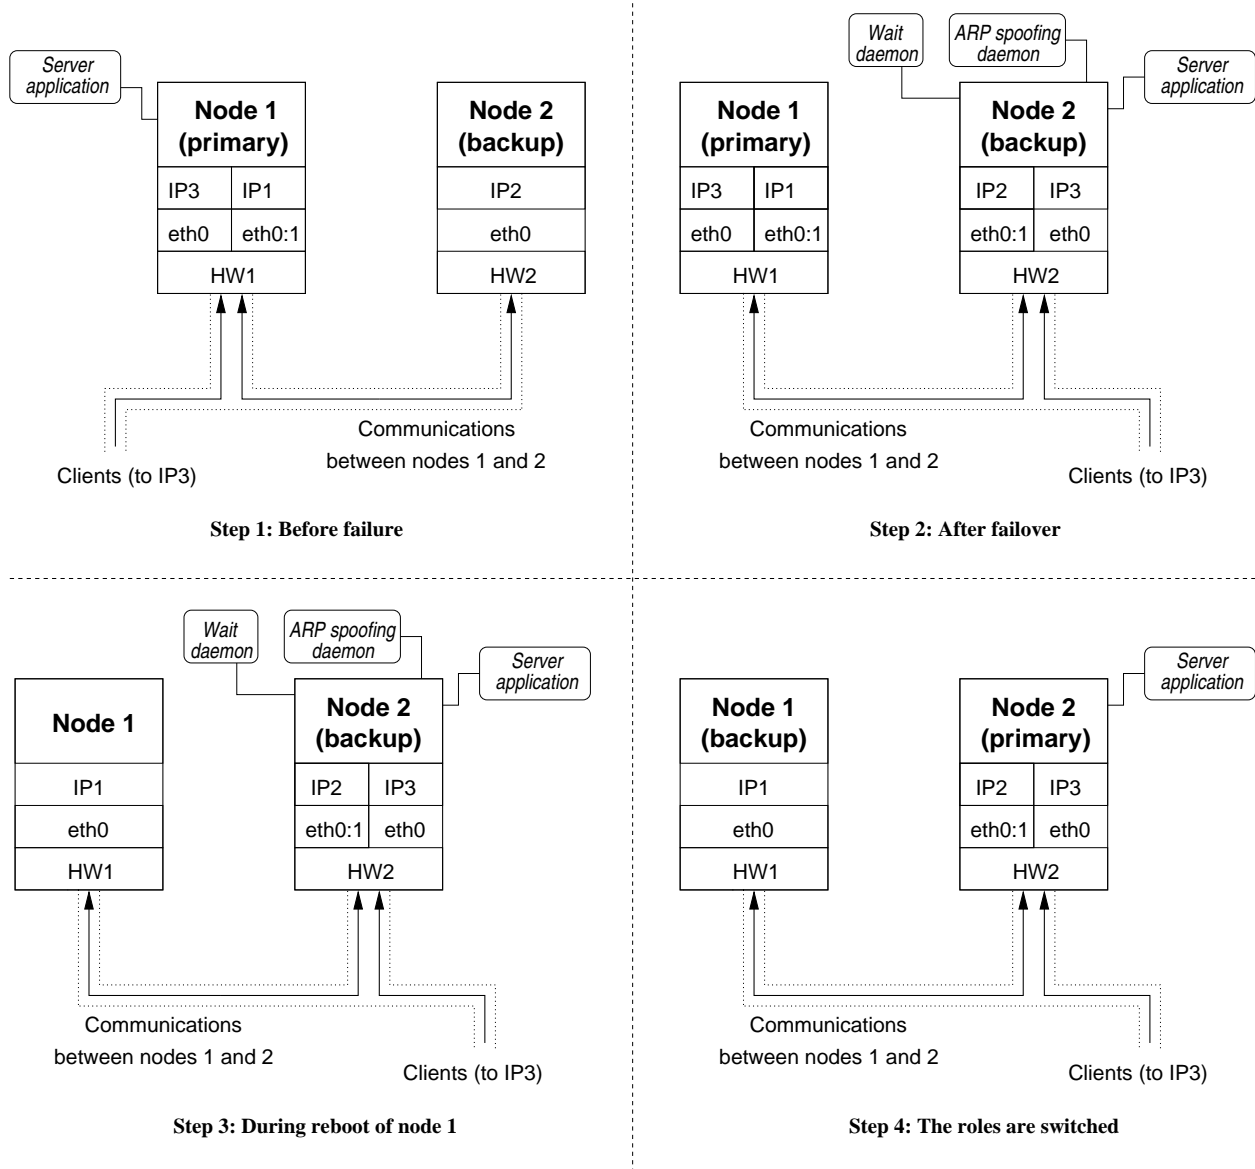 Server
application
Node 1
(primary)
Node 2
(backup)
IP3 IP1
IP2
eth0 eth0:1
eth0
HW1
HW2
Communications
between nodes 1 and 2
Clients (to IP3)
Step 1: Before failure
Wait
daemon
ARP spoofing
daemon
Server
application
Node 1
(primary)
Node 2
(backup)
IP3 IP1
IP2 IP3
eth0 eth0:1
eth0:1 eth0
HW1
HW2
Communications
between nodes 1 and 2
Clients (to IP3)
Step 2: After failover
Wait
daemon
ARP spoofing
daemon
Server
application
Node 1
Node 2
(backup)
IP1
IP2 IP3
eth0
eth0:1 eth0
HW1
HW2
Communications
between nodes 1 and 2
Clients (to IP3)
Step 3: During reboot of node 1
Server
application
Node 1
(backup)
Node 2
(primary)
IP1
IP2 IP3
eth0
eth0:1 eth0
HW1
HW2
Communications
between nodes 1 and 2
Clients (to IP3)
Step 4: The roles are switched